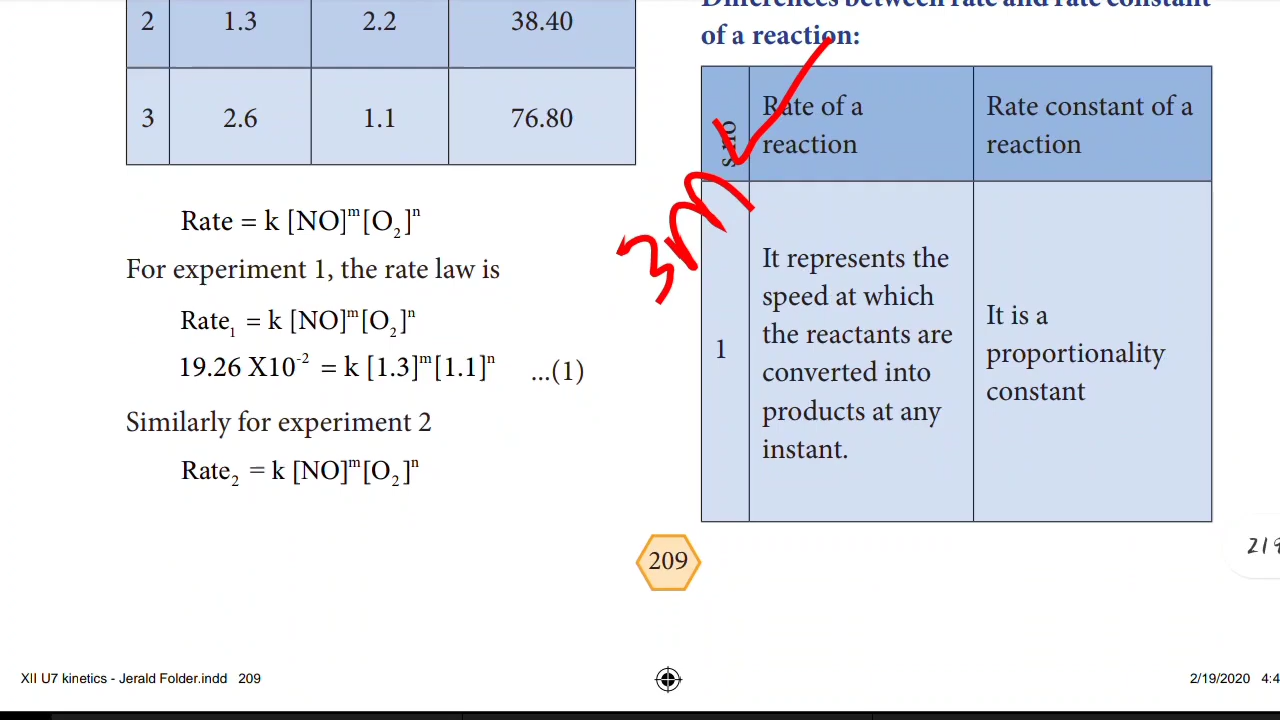 2 1.3 2.2 38.40
3 2.6 1.1 76.80
Rate = k [NO]ᵐ[O₂]ⁿ
For experiment 1, the rate law is
Rate₁ = k [NO]ᵐ[O₂]ⁿ
19.26 X10⁻² = k [1.3]ᵐ[1.1]ⁿ ...(1)
Similarly for experiment 2
Rate₂ = k [NO]ᵐ[O₂]ⁿ
Differences between rate and rate constant
of a reaction:
s.no
Rate of a
reaction
Rate constant of a
reaction
3m
1
It represents the
speed at which
the reactants are
converted into
products at any
instant.
It is a
proportionality
constant
209
XII U7 kinetics - Jerald Folder.indd 209
2/19/2020 4:4